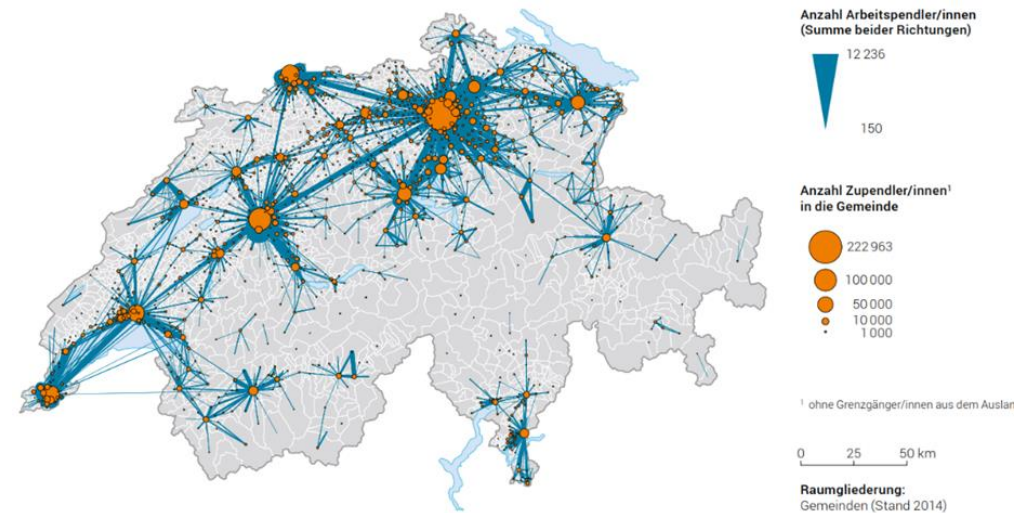 Anzahl Arbeitspendler/innen
(Summe beider Richtungen)
12 236
150
Anzahl Zupendler/innen¹
in die Gemeinde
222 963
100 000
50 000
10 000
1 000
¹ ohne Grenzgänger/innen aus dem Auslan
0 25 50 km
Raumgliederung:
Gemeinden (Stand 2014)